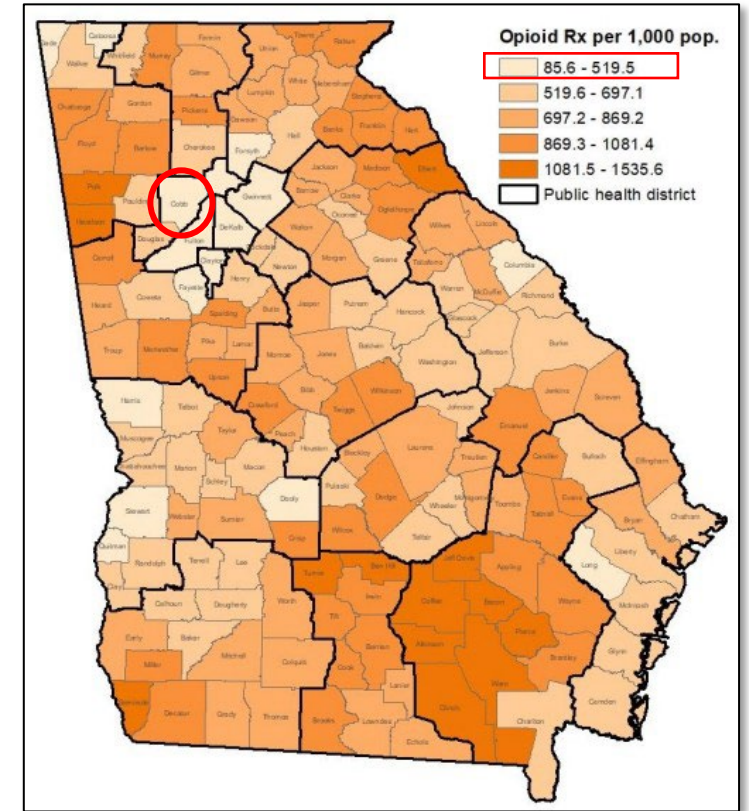 Opioid Rx per 1,000 pop.
85.6 - 519.5
519.6 - 697.1
697.2 - 869.2
869.3 - 1081.4
1081.5 - 1535.6
Public health district
Dade
Catoosa
Walker
Whitfield
Murray
Fannin
Gilmer
Union
Towns
Rabun
White
Habersham
Lumpkin
Stephens
Chattooga
Gordon
Pickens
Dawson
Banks
Franklin
Hart
Floyd
Bartow
Cherokee
Forsyth
Hall
Jackson
Madison
Elbert
Polk
Paulding
Cobb
Gwinnett
Barrow
Clarke
Oglethorpe
Wilkes
Lincoln
Haralson
Douglas
Fulton
DeKalb
Walton
Oconee
Carroll
Clayton
Rockdale
Newton
Morgan
Greene
Taliaferro
Columbia
McDuffie
Fayette
Henry
Warren
Richmond
Heard
Coweta
Spalding
Butts
Jasper
Putnam
Hancock
Glascock
Burke
Troup
Meriwether
Pike
Lamar
Monroe
Jones
Baldwin
Washington
Jefferson
Upson
Bibb
Wilkinson
Jenkins
Screven
Harris
Talbot
Crawford
Twiggs
Johnson
Emanuel
Muscogee
Taylor
Peach
Houston
Bleckley
Laurens
Treutlen
Candler
Bulloch
Effingham
Chattahoochee
Marion
Macon
Schley
Pulaski
Dodge
Wheeler
Toombs
Tattnall
Evans
Bryan
Chatham
Stewart
Webster
Sumter
Dooly
Crisp
Wilcox
Telfair
Quitman
Randolph
Terrell
Lee
Turner
Ben Hill
Jeff Davis
Appling
Long
Liberty
Clay
Calhoun
Dougherty
Worth
Irwin
Coffee
Bacon
Wayne
McIntosh
Early
Baker
Tift
Berrien
Atkinson
Pierce
Brantley
Glynn
Miller
Mitchell
Colquitt
Cook
Lanier
Ware
Clinch
Camden
Seminole
Decatur
Grady
Thomas
Brooks
Lowndes
Echols
Charlton